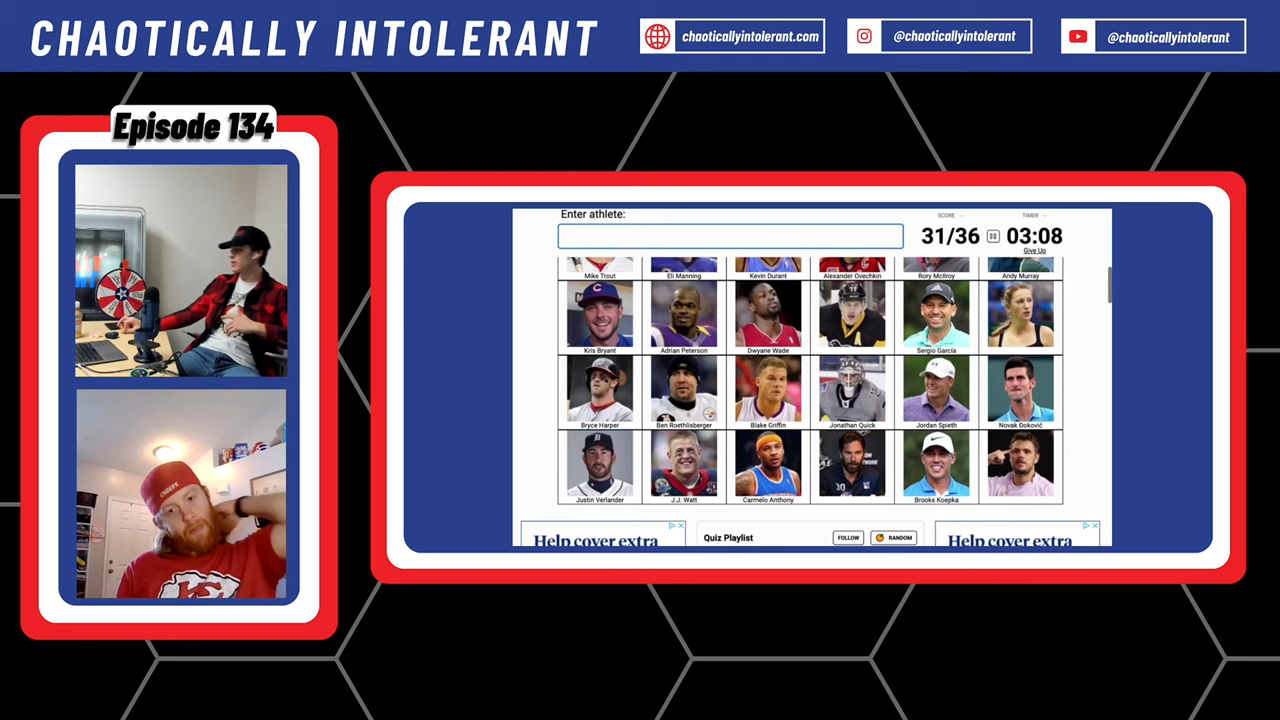 CHAOTICALLY INTOLERANT
chaoticallyintolerant.com
@chaoticallyintolerant
@chaoticallyintolerant
Episode 134
CHIEFS
Enter athlete:
SCORE
TIMER
31/36
03:08
Give Up
Mike Trout
Eli Manning
Kevin Durant
Alexander Ovechkin
Rory McIlroy
Andy Murray
Kris Bryant
Adrian Peterson
Dwyane Wade
Sergio García
Bryce Harper
Ben Roethlisberger
Blake Griffin
Jonathan Quick
Jordan Spieth
Novak Doković
Justin Verlander
J.J. Watt
Carmelo Anthony
Brooks Koepka
Help cover extra
Quiz Playlist
FOLLOW
RANDOM
Help cover extra